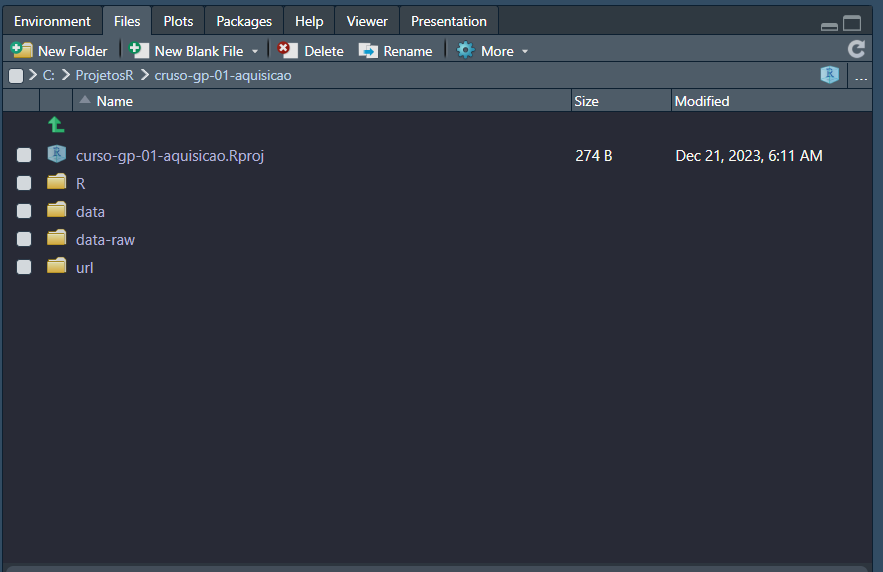 Environment Files Plots Packages Help Viewer Presentation
New Folder New Blank File Delete Rename More
C: ProjetosR cruso-gp-01-aquisicao ...
Name Size Modified
curso-gp-01-aquisicao.Rproj 274 B Dec 21, 2023, 6:11 AM
R
data
data-raw
url